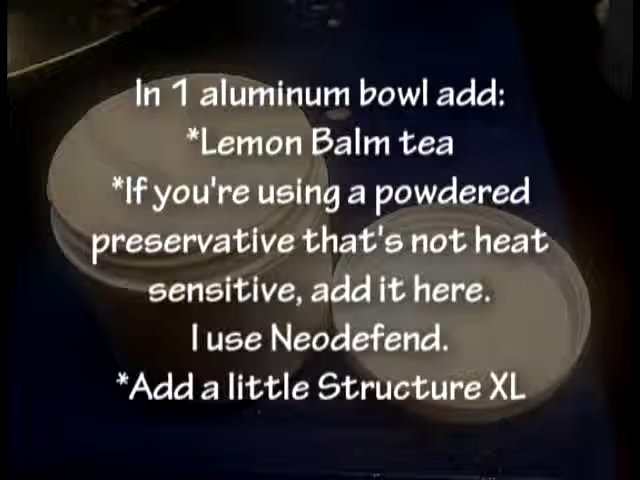 In 1 aluminum bowl add:
*Lemon Balm tea
*If you're using a powdered
preservative that's not heat
sensitive, add it here.
I use Neodefend.
*Add a little Structure XL